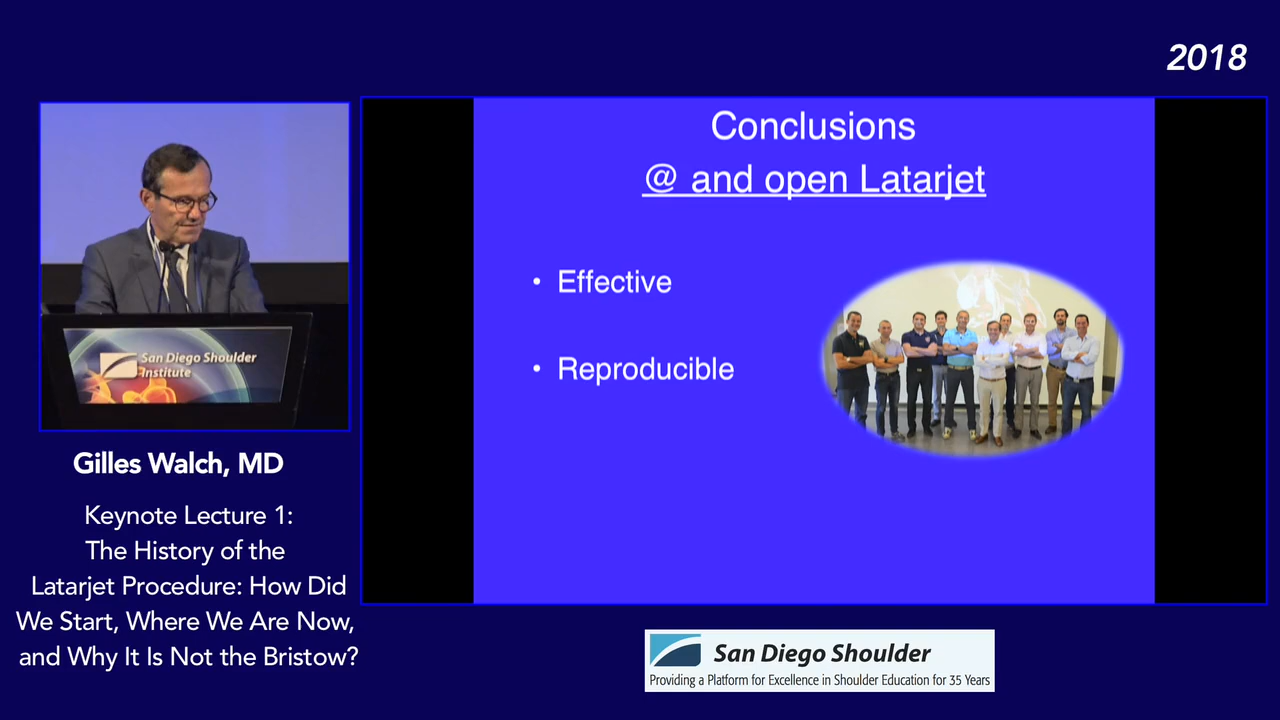 2018
San Diego Shoulder
Institute
Gilles Walch, MD
Keynote Lecture 1:
The History of the
Latarjet Procedure: How Did
We Start, Where We Are Now,
and Why It Is Not the Bristow?
Conclusions
@ and open Latarjet
• Effective
• Reproducible
San Diego Shoulder
Providing a Platform for Excellence in Shoulder Education for 35 Years